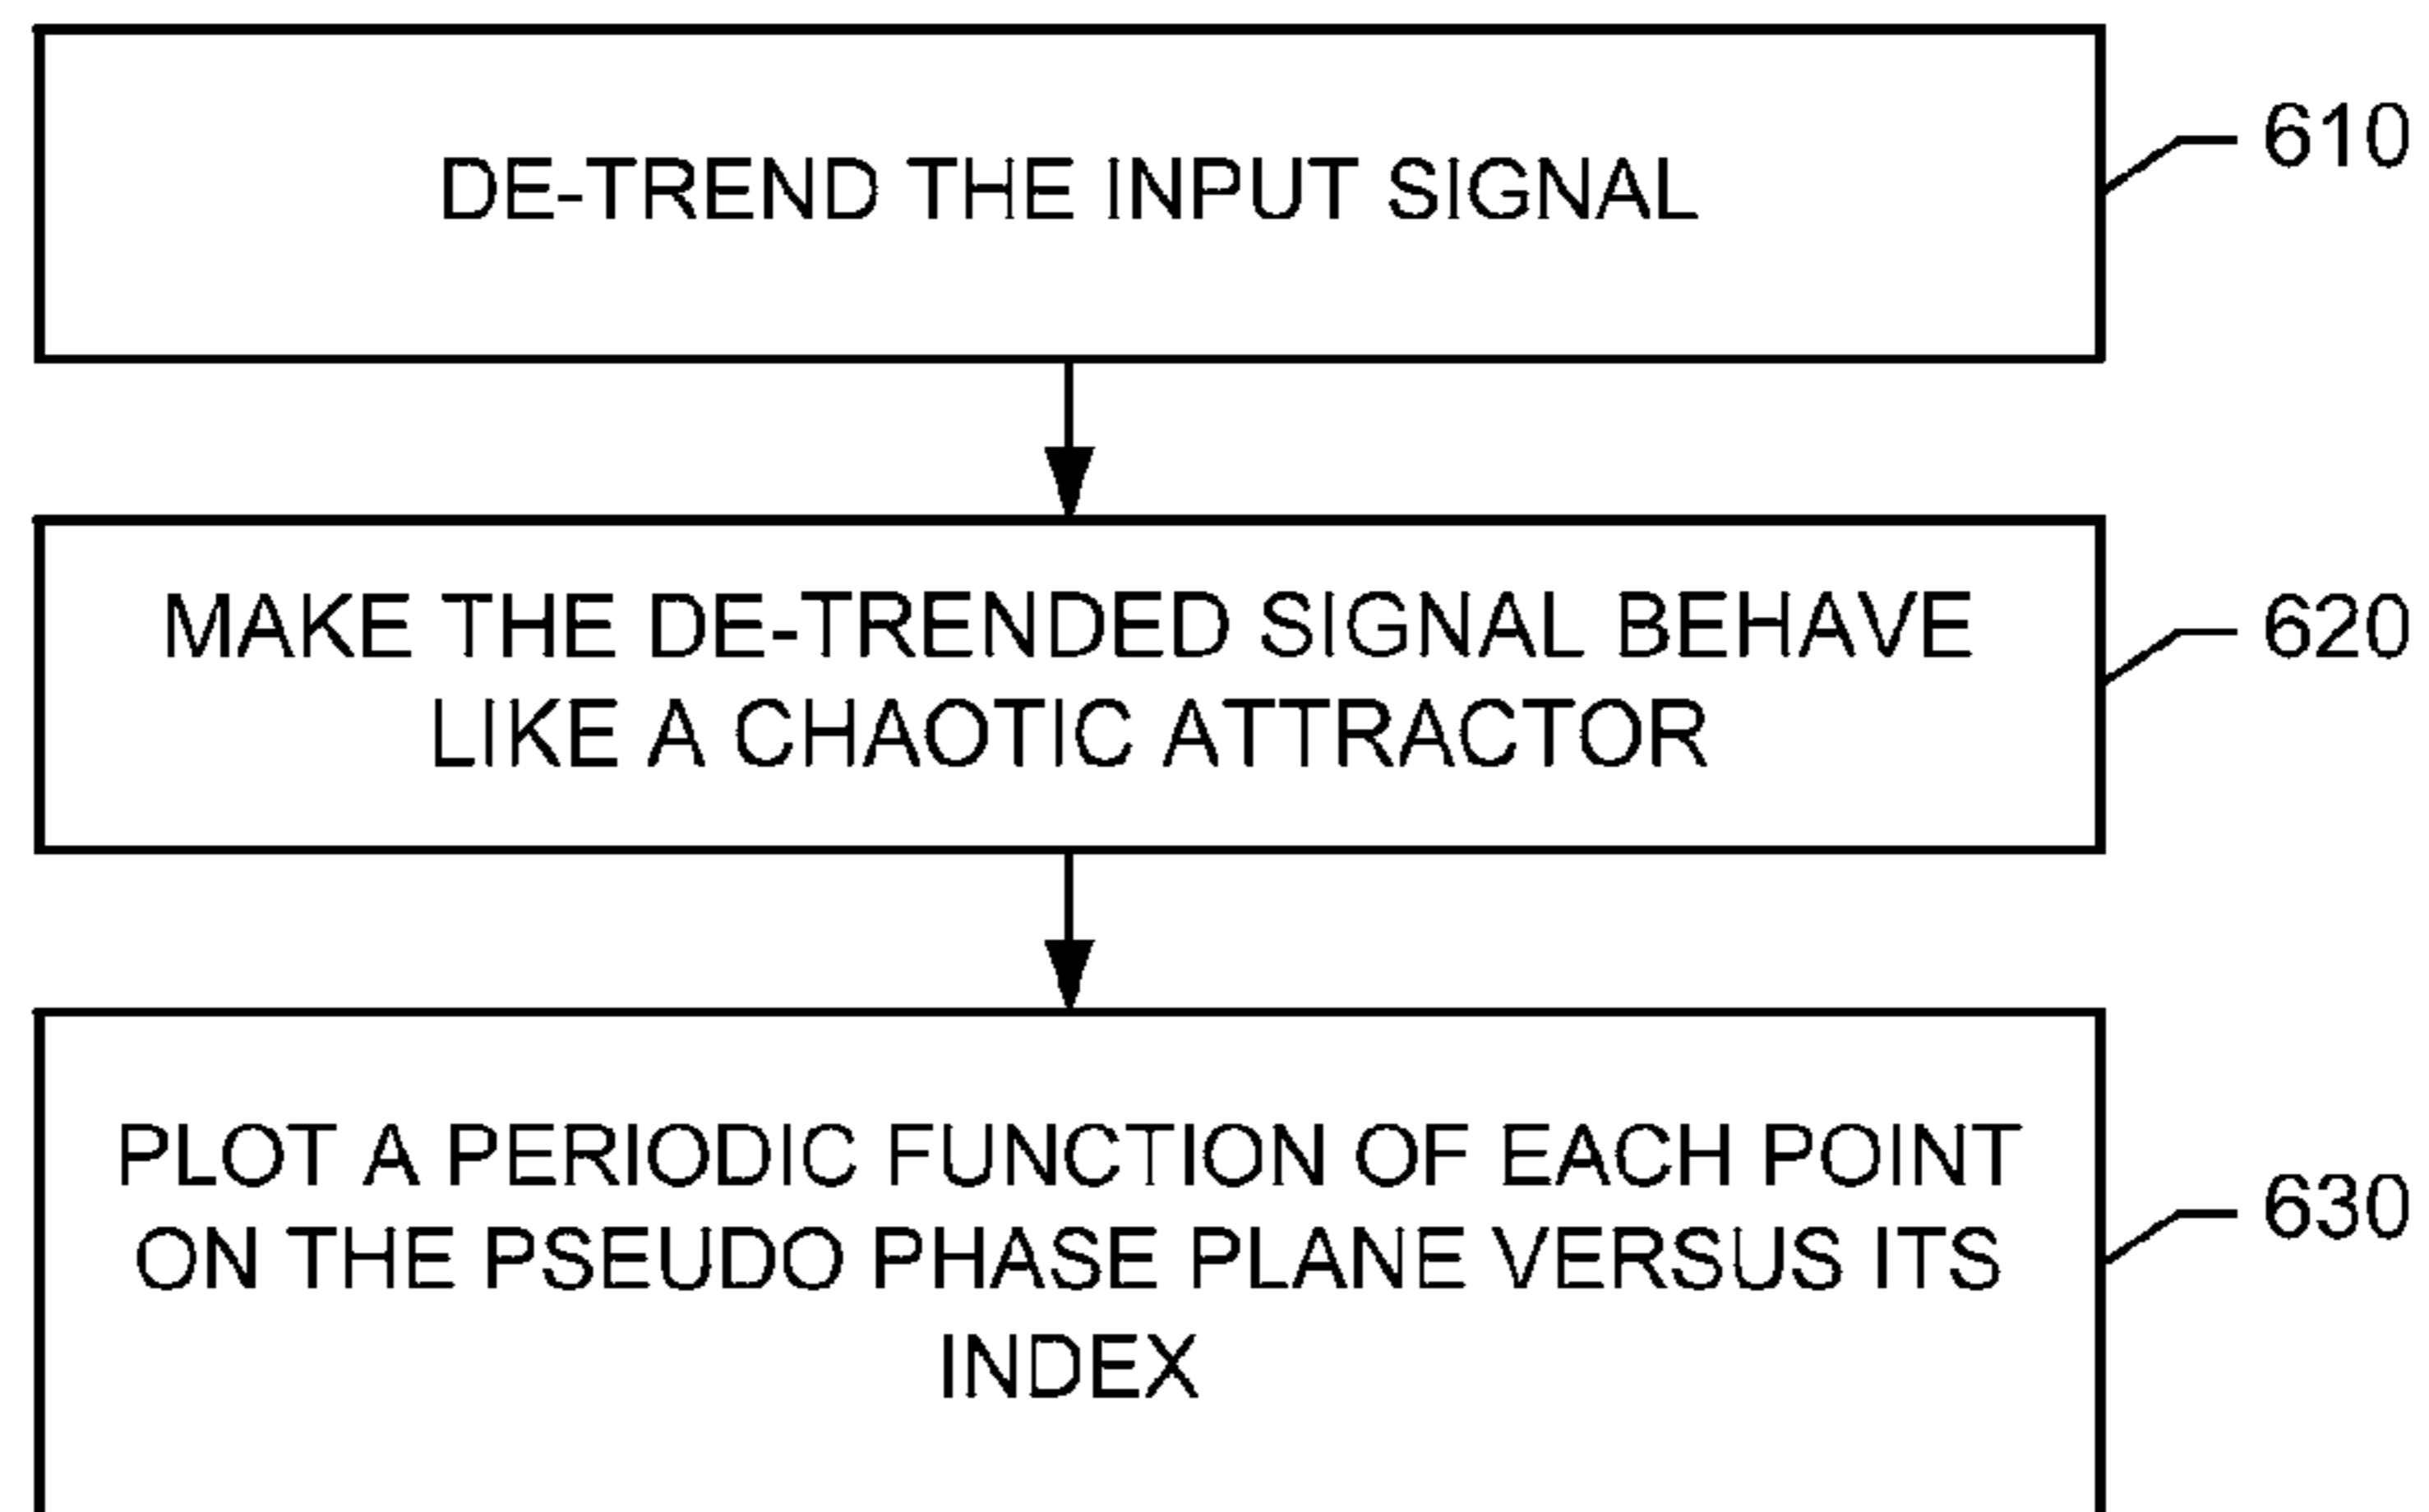 DE-TREND THE INPUT SIGNAL
610
MAKE THE DE-TRENDED SIGNAL BEHAVE
LIKE A CHAOTIC ATTRACTOR
620
PLOT A PERIODIC FUNCTION OF EACH POINT
ON THE PSEUDO PHASE PLANE VERSUS ITS
INDEX
630